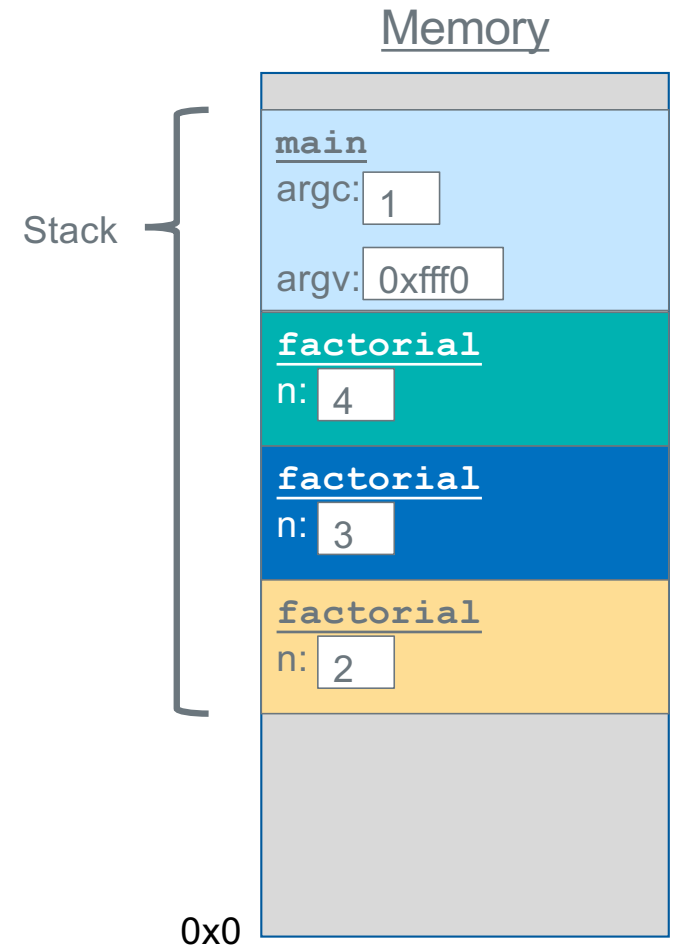 Memory
main
argc: 1
Stack
argv: 0xfff0
factorial
n: 4
factorial
n: 3
factorial
n: 2
0x0